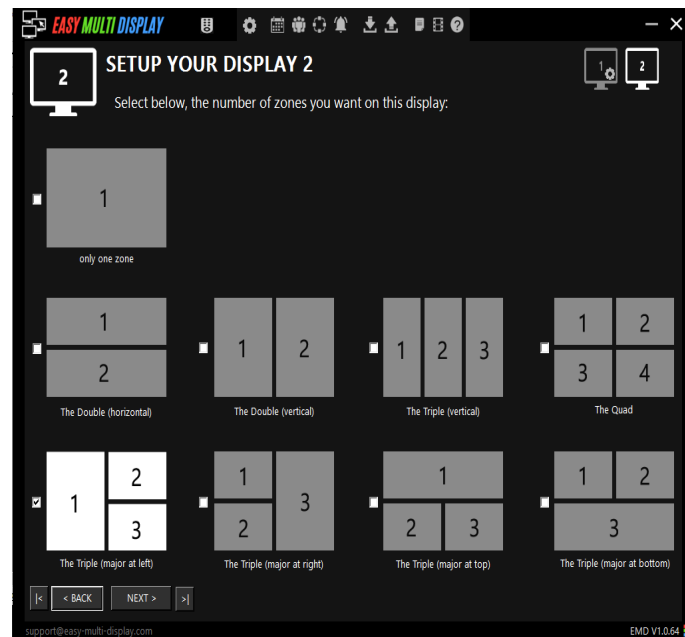 EASY MULTI DISPLAY
2
SETUP YOUR DISPLAY 2
1
2
Select below, the number of zones you want on this display:
1
only one zone
1
2
The Double (horizontal)
1 2
The Double (vertical)
1 2 3
The Triple (vertical)
1 2
3 4
The Quad
1
2
3
The Triple (major at left)
1
2
3
The Triple (major at right)
1
2 3
The Triple (major at top)
1 2
3
The Triple (major at bottom)
|< < BACK NEXT > >|
support@easy-multi-display.com
EMD V1.0.64